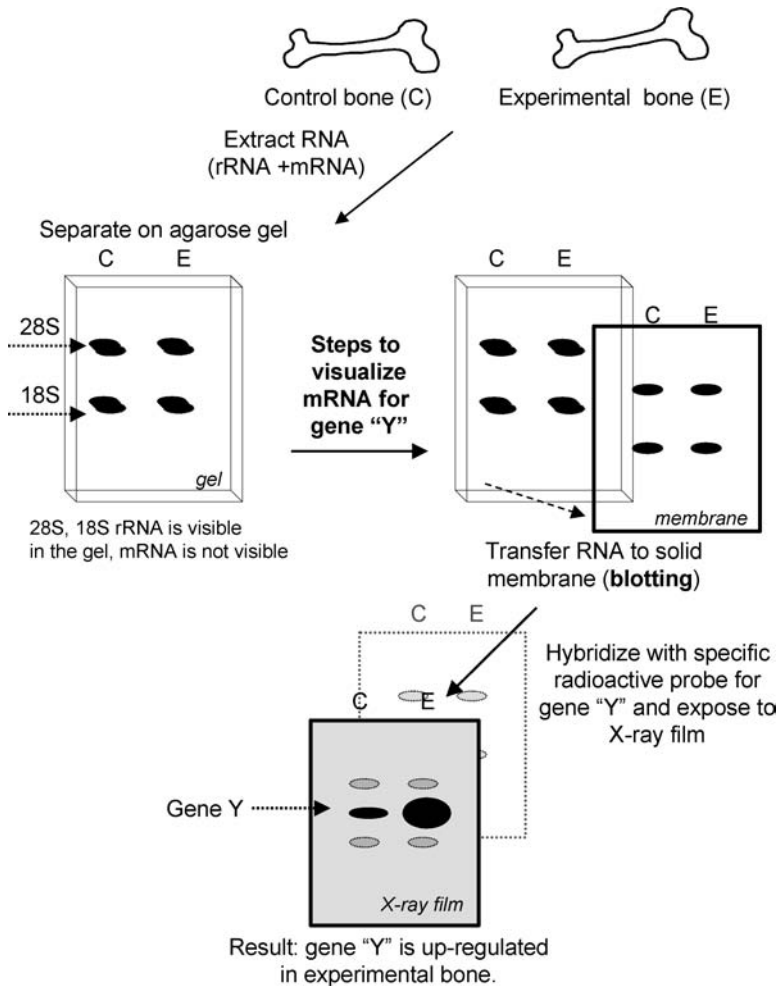 Control bone (C)
Experimental bone (E)
Extract RNA
(rRNA +mRNA)
Separate on agarose gel
C E
28S
18S
gel
28S, 18S rRNA is visible
in the gel, mRNA is not visible
Steps to
visualize
mRNA for
gene “Y”
C E
C E
membrane
Transfer RNA to solid
membrane (blotting)
Hybridize with specific
radioactive probe for
gene “Y” and expose to
X-ray film
C E
C E
Gene Y
X-ray film
Result: gene “Y” is up-regulated
in experimental bone.